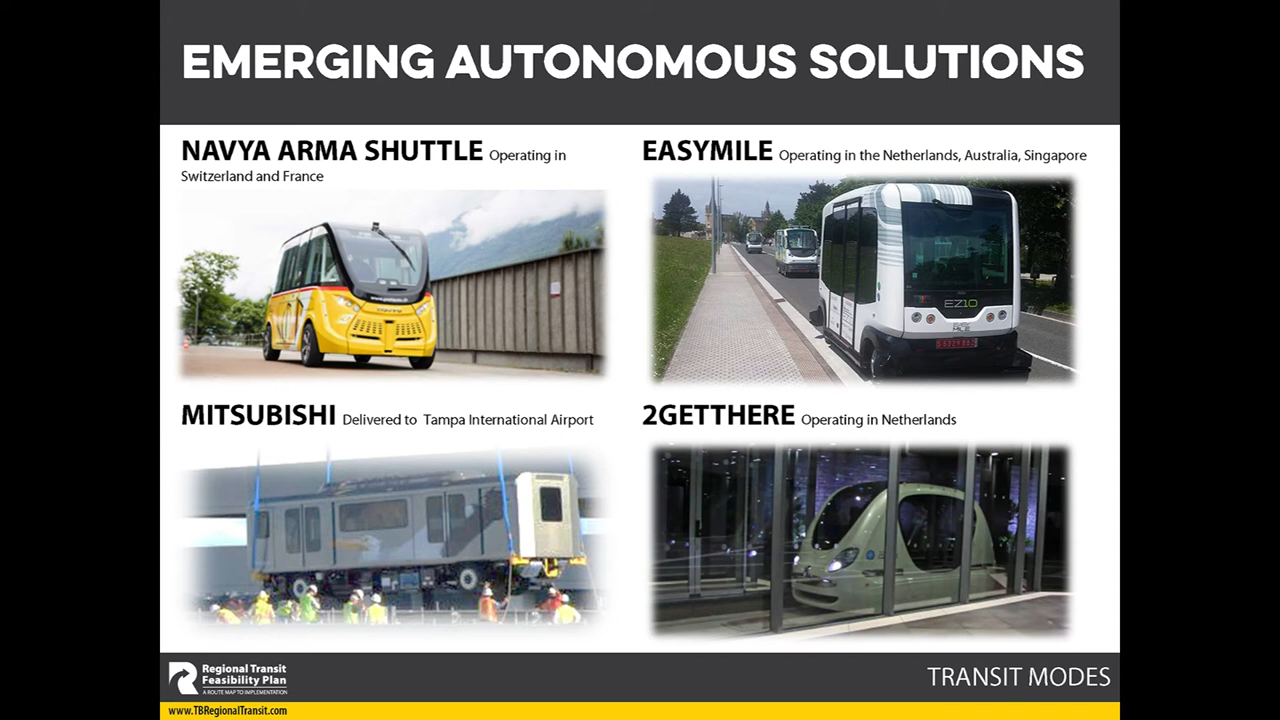 EMERGING AUTONOMOUS SOLUTIONS
NAVYA ARMA SHUTTLE Operating in
Switzerland and France
EASYMILE Operating in the Netherlands, Australia, Singapore
EZ10
MITSUBISHI Delivered to Tampa International Airport
2GETTHERE Operating in Netherlands
Regional Transit
Feasibility Plan
A ROUTE MAP TO IMPLEMENTATION
TRANSIT MODES
www.TBRegionalTransit.com